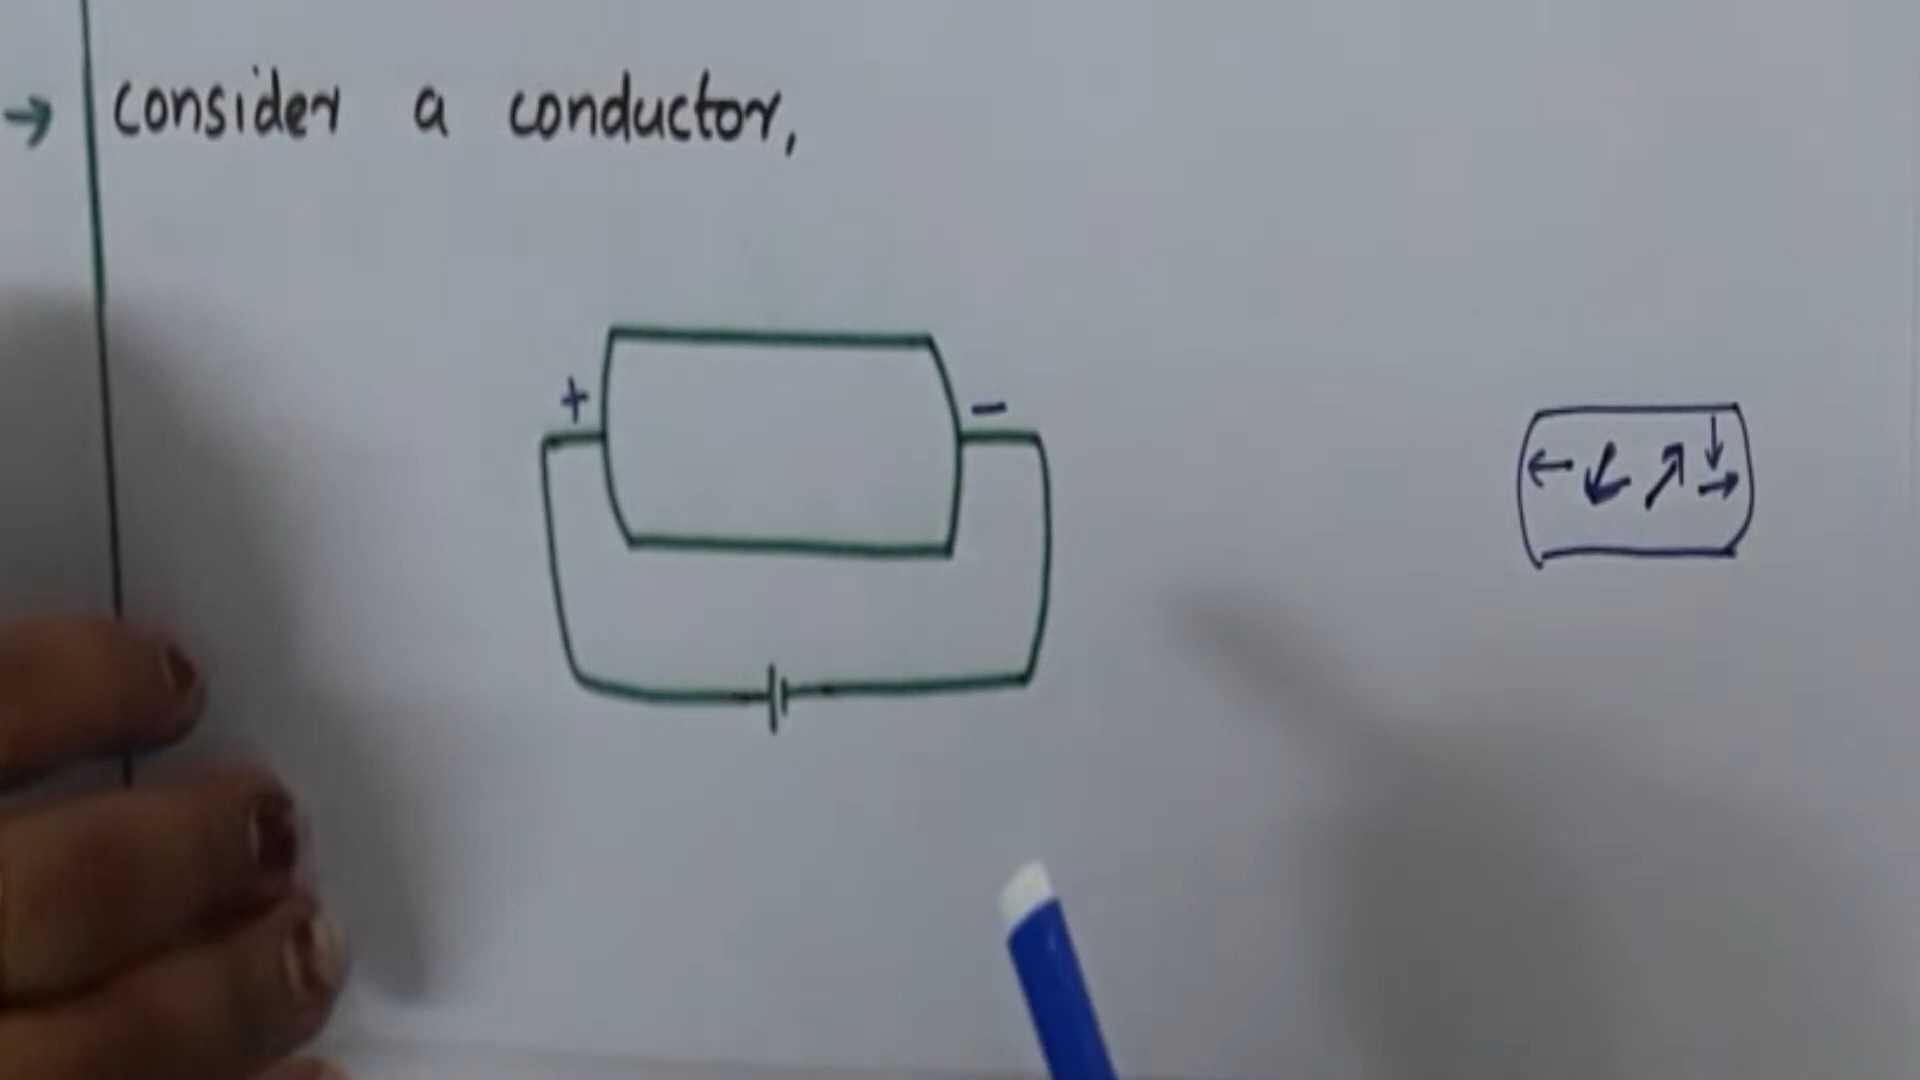 → consider a conductor,
+ −